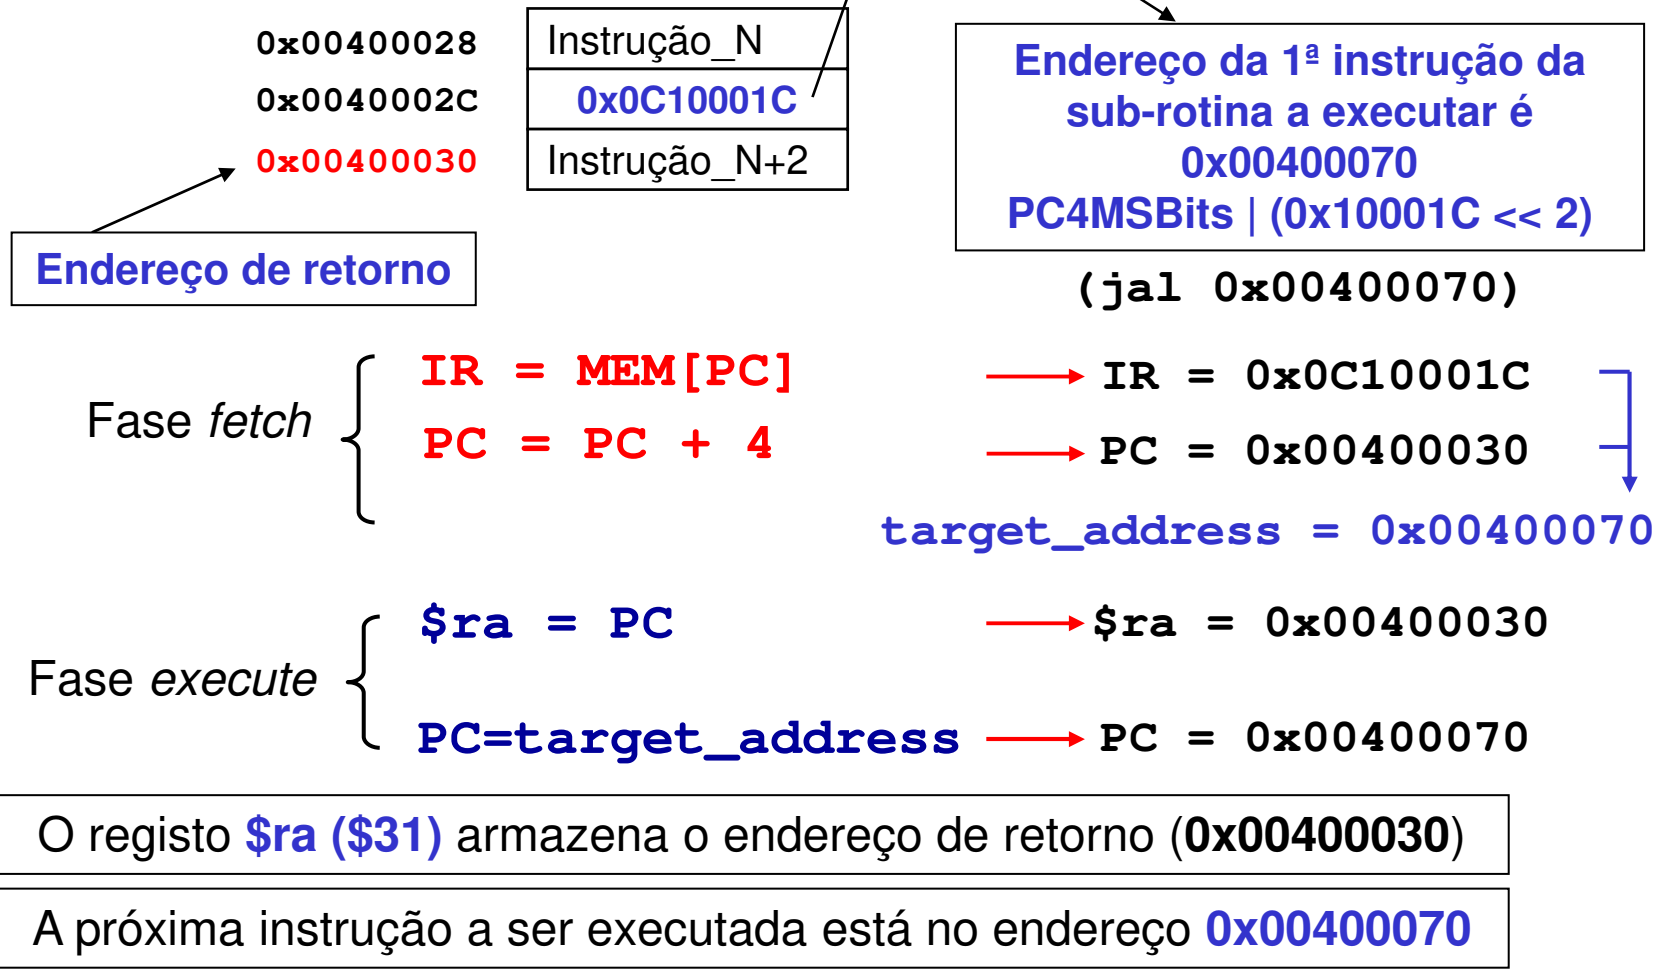 0x00400028 Instrução_N
0x0040002C 0x0C10001C
0x00400030 Instrução_N+2
Endereço de retorno
Endereço da 1ª instrução da
sub-rotina a executar é
0x00400070
PC4MSBits | (0x10001C << 2)
(jal 0x00400070)
Fase fetch
IR = MEM[PC] IR = 0x0C10001C
PC = PC + 4 PC = 0x00400030
target_address = 0x00400070
Fase execute
$ra = PC $ra = 0x00400030
PC=target_address PC = 0x00400070
O registo $ra ($31) armazena o endereço de retorno (0x00400030)
A próxima instrução a ser executada está no endereço 0x00400070